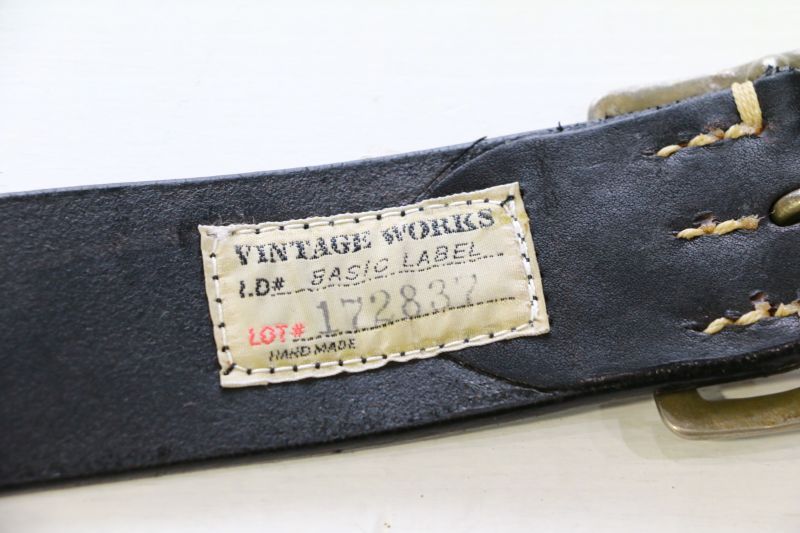 VINTAGE WORKS
I.D# BASIC LABEL
LOT# 172837
HAND MADE